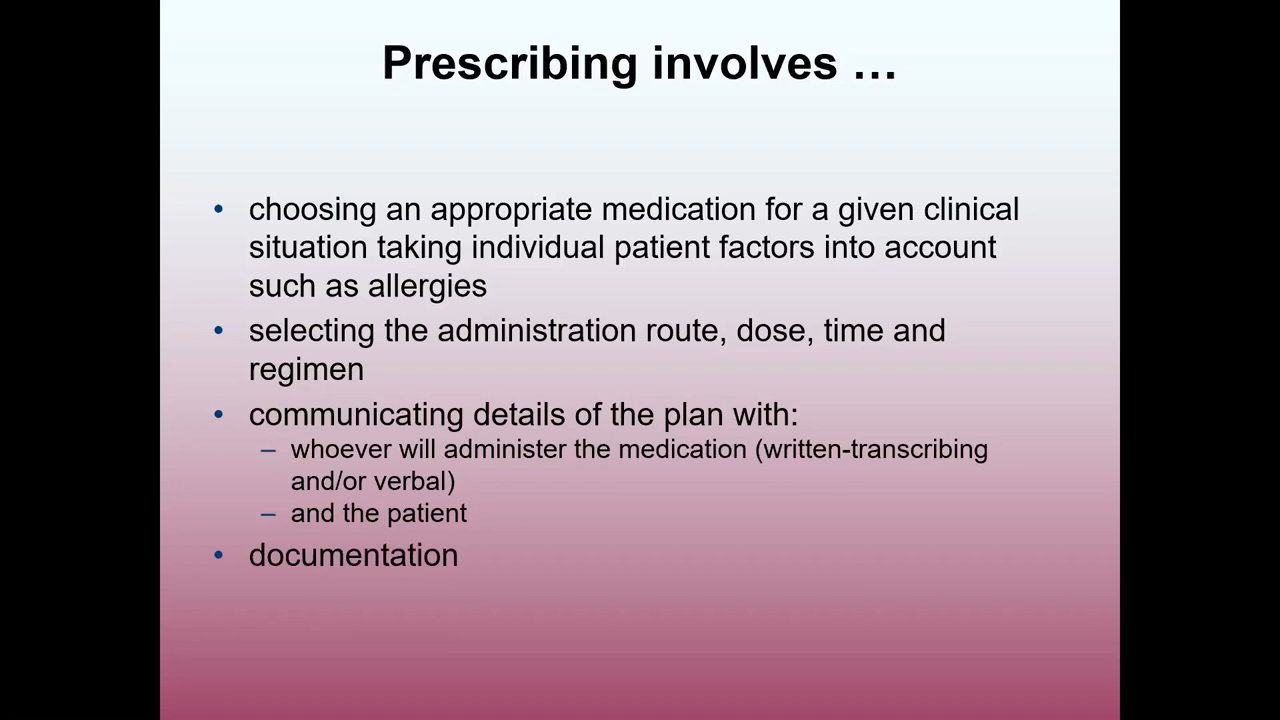 Prescribing involves …
• choosing an appropriate medication for a given clinical
situation taking individual patient factors into account
such as allergies
• selecting the administration route, dose, time and
regimen
• communicating details of the plan with:
– whoever will administer the medication (written-transcribing
and/or verbal)
– and the patient
• documentation